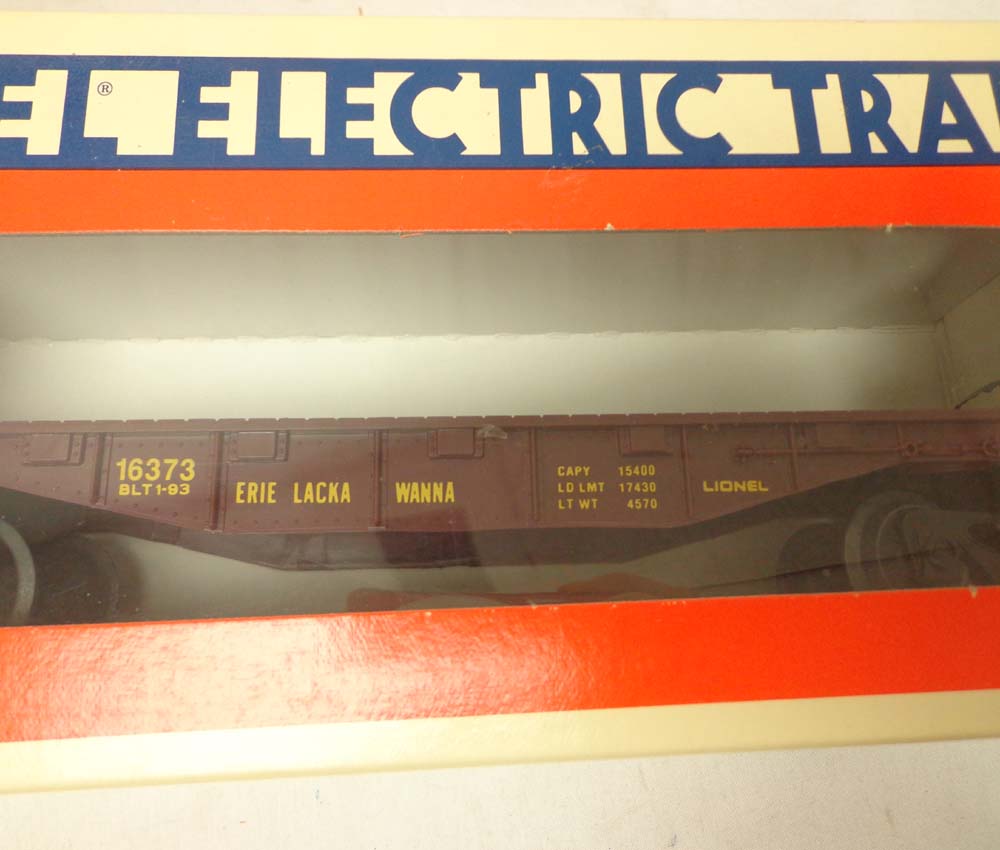 EL® ELECTRIC TRA
16373
BLT 1-93
ERIE LACKA WANNA
CAPY 15400
LD LMT 17430
LT WT 4570
LIONEL